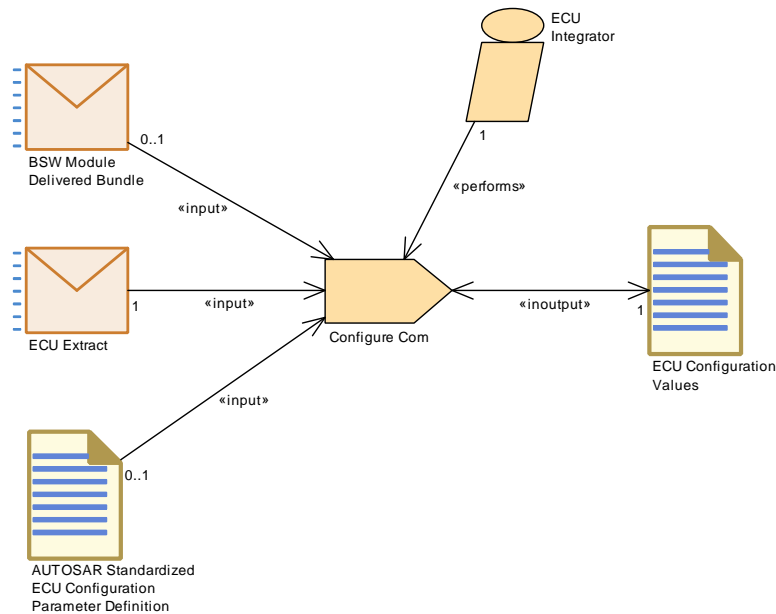 ECU
Integrator
1
«performs»
0..1
BSW Module
Delivered Bundle
«input»
1
«input»
ECU Extract
Configure Com
«inoutput»
1
ECU Configuration
Values
«input»
0..1
AUTOSAR Standardized
ECU Configuration
Parameter Definition